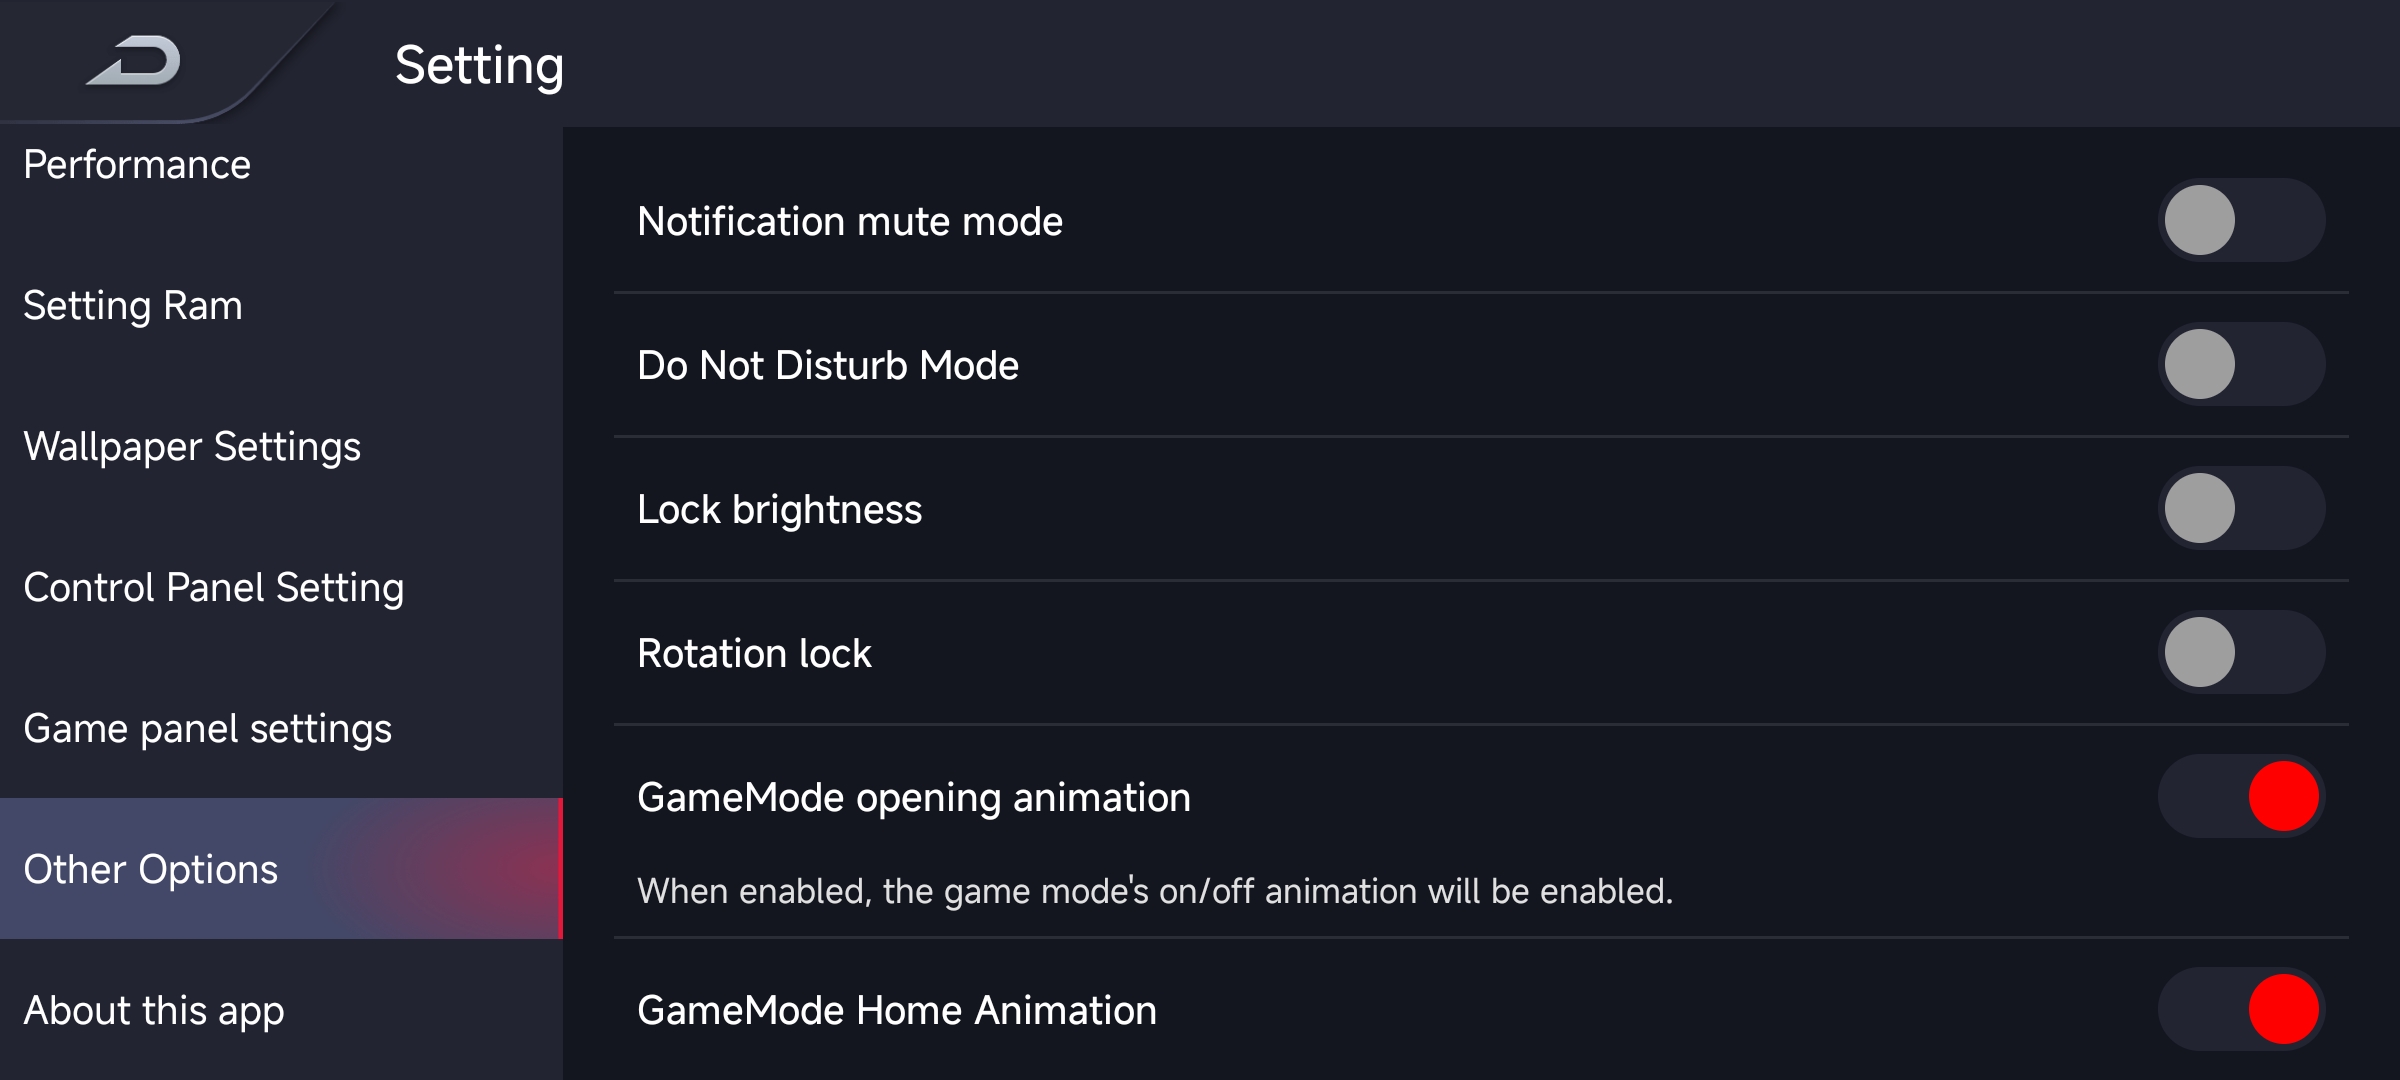 Setting
Performance
Setting Ram
Wallpaper Settings
Control Panel Setting
Game panel settings
Other Options
About this app
Notification mute mode
Do Not Disturb Mode
Lock brightness
Rotation lock
GameMode opening animation
When enabled, the game mode's on/off animation will be enabled.
GameMode Home Animation